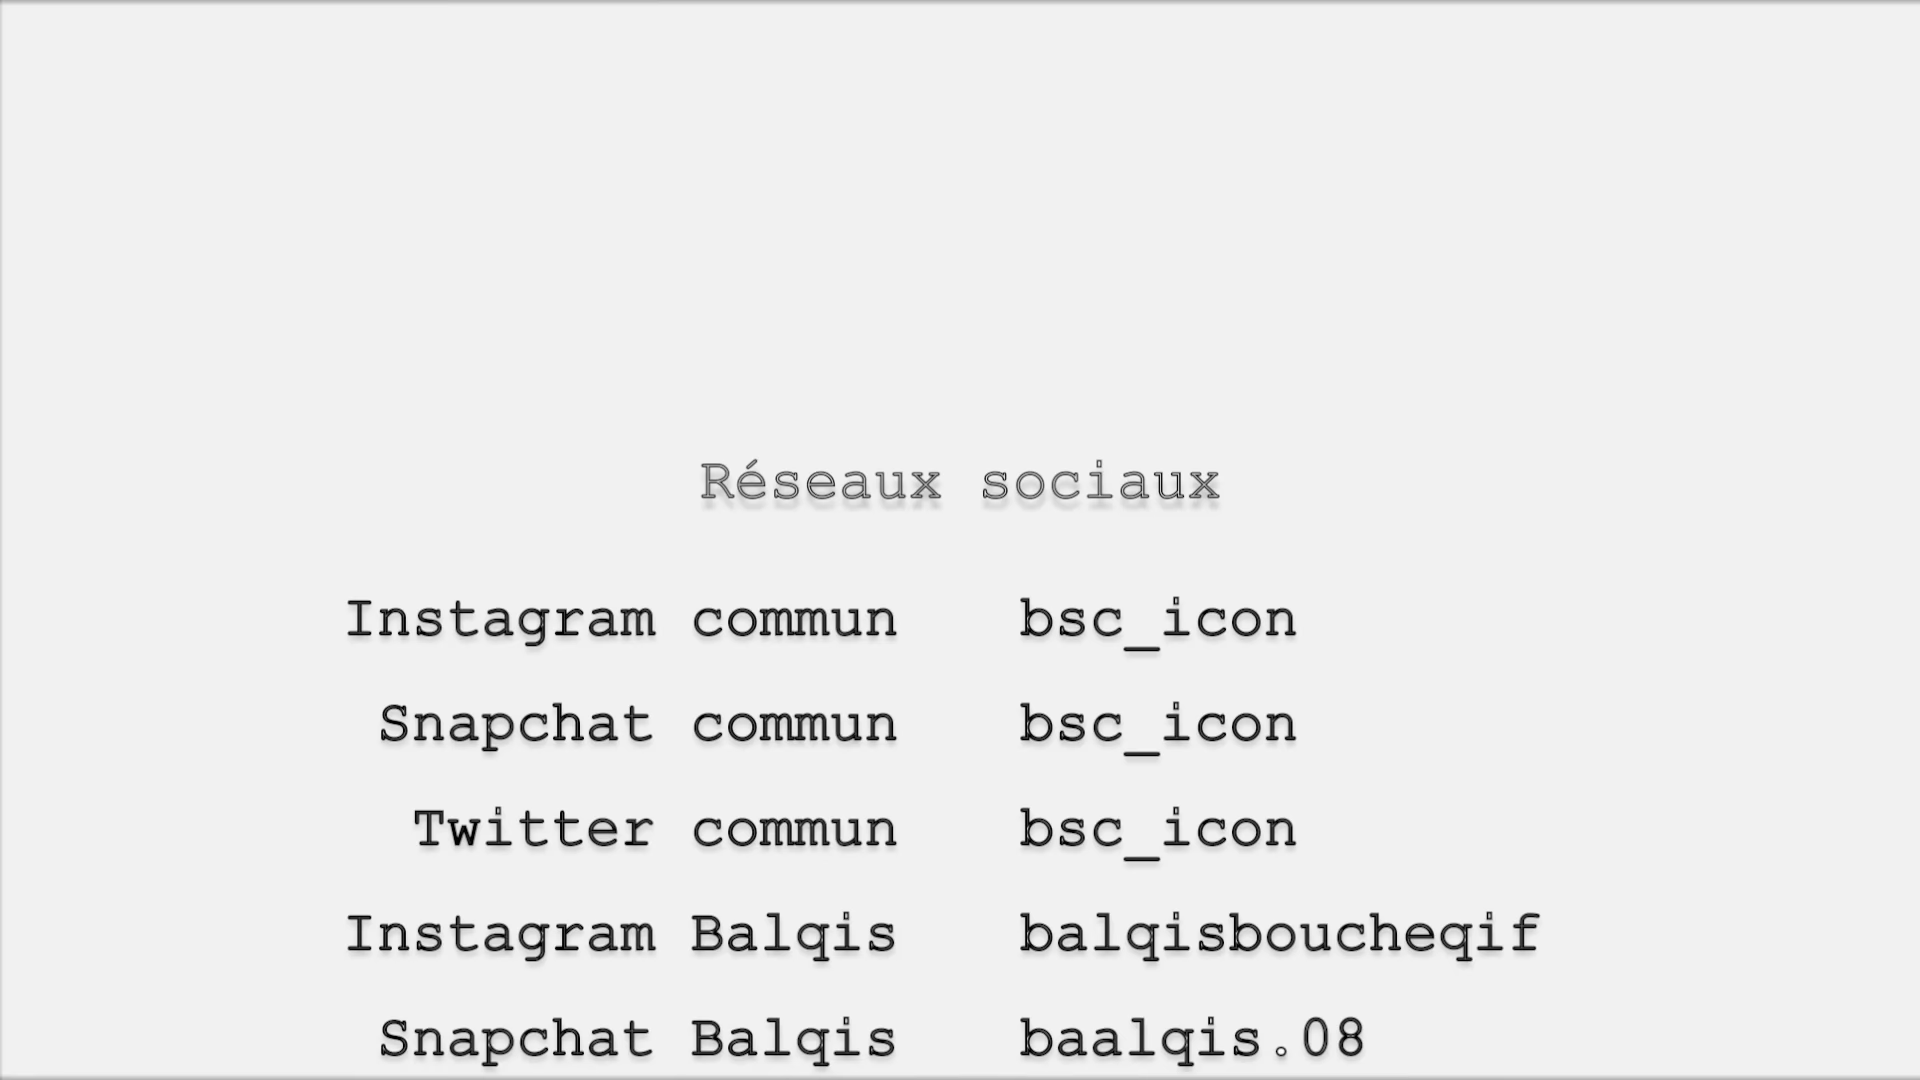 Réseaux sociaux
Instagram commun bsc_icon
Snapchat commun bsc_icon
Twitter commun bsc_icon
Instagram Balqis balqisboucheqif
Snapchat Balqis baalqis.08